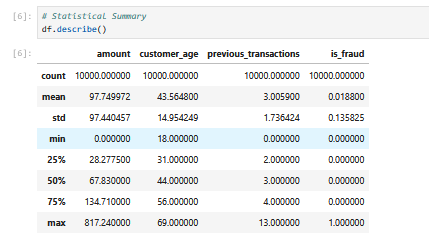 [6]: # Statistical Summary
df.describe()
[6]:
amount customer_age previous_transactions is_fraud
count 10000.000000 10000.000000 10000.000000 10000.000000
mean 97.749972 43.564800 3.005900 0.018800
std 97.440457 14.954249 1.736424 0.135825
min 0.000000 18.000000 0.000000 0.000000
25% 28.277500 31.000000 2.000000 0.000000
50% 67.830000 44.000000 3.000000 0.000000
75% 134.710000 56.000000 4.000000 0.000000
max 817.240000 69.000000 13.000000 1.000000